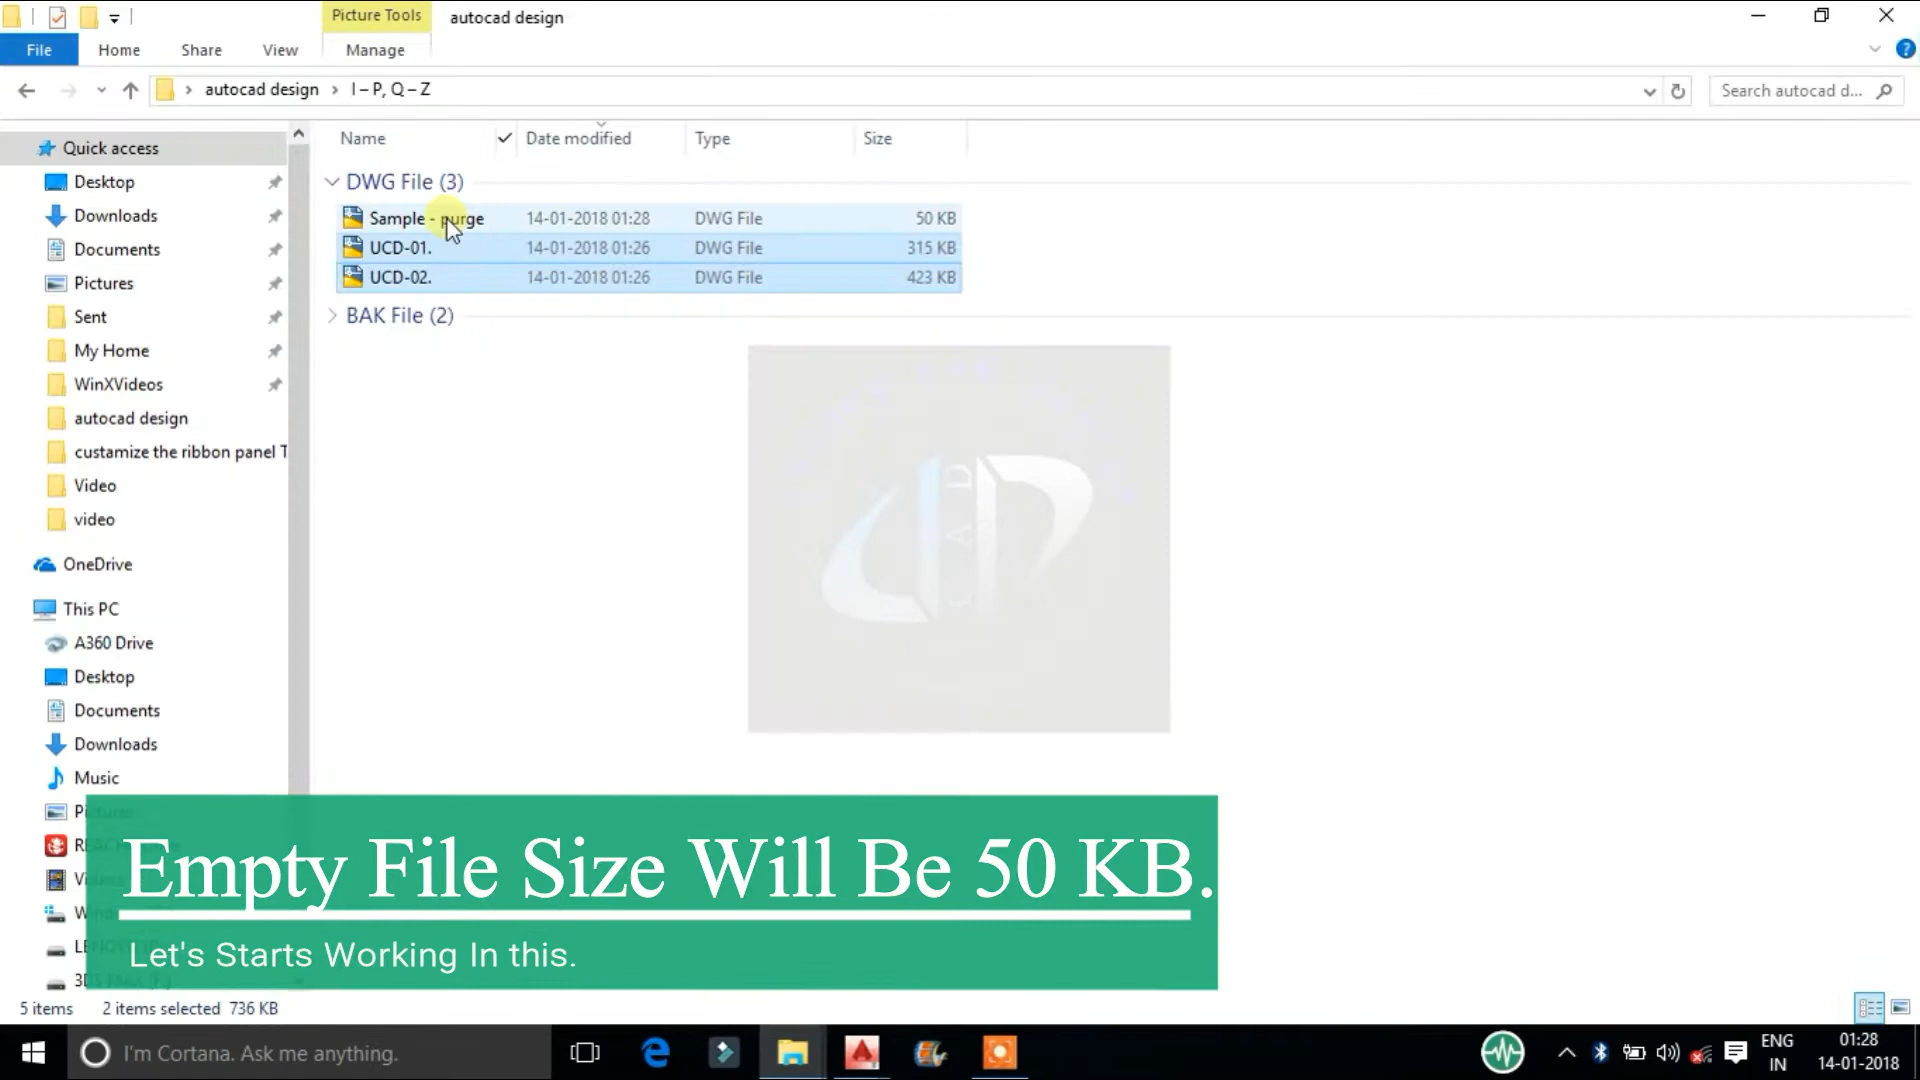 Picture Tools
autocad design
File
Home
Share
View
Manage
autocad design
I – P, Q – Z
Search autocad d...
Name
Date modified
Type
Size
DWG File (3)
Sample - purge 14-01-2018 01:28 DWG File 50 KB
UCD-01. 14-01-2018 01:26 DWG File 315 KB
UCD-02. 14-01-2018 01:26 DWG File 423 KB
BAK File (2)
Quick access
Desktop
Downloads
Documents
Pictures
Sent
My Home
WinXVideos
autocad design
custamize the ribbon panel T
Video
video
OneDrive
This PC
A360 Drive
Desktop
Documents
Downloads
Music
Pictures
CAD
Empty File Size Will Be 50 KB.
Let's Starts Working In this.
5 items
2 items selected 736 KB
I'm Cortana. Ask me anything.
ENG
IN
01:28
14-01-2018